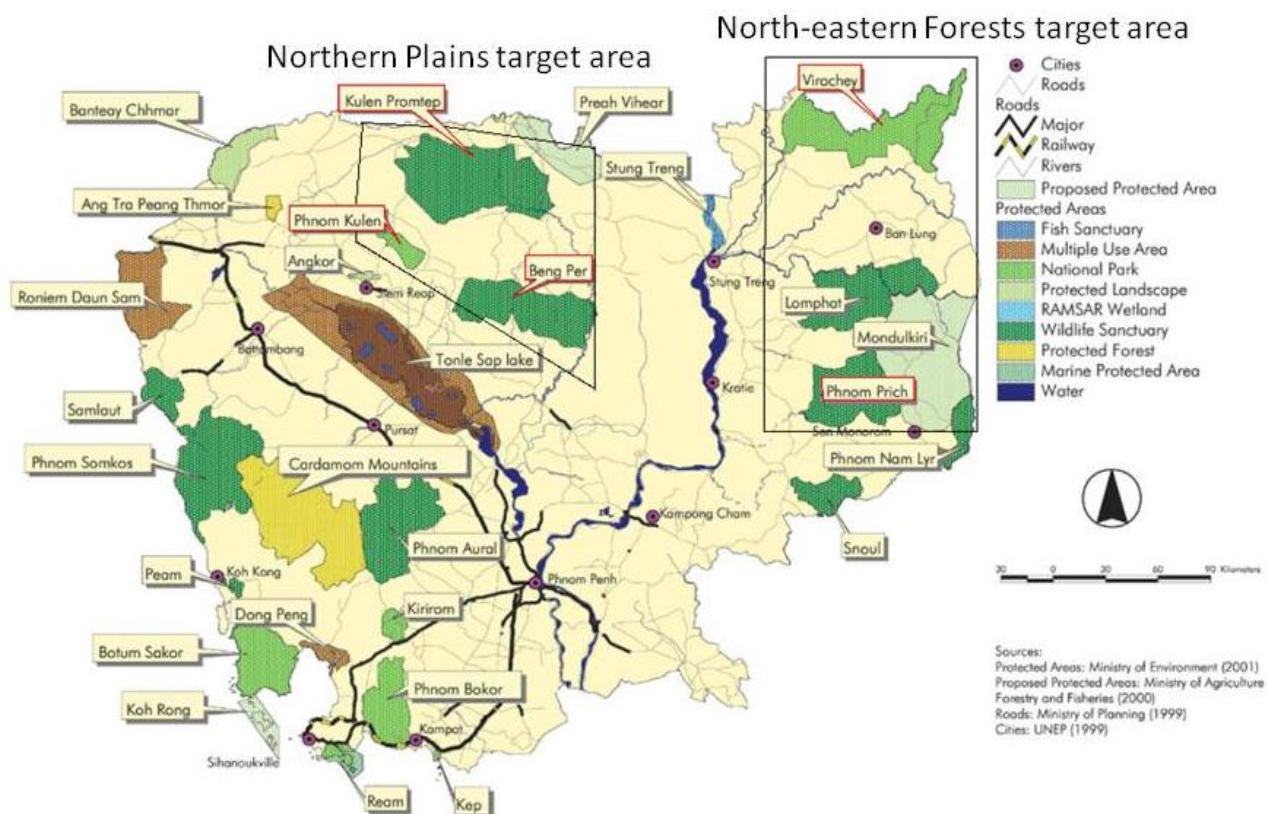 North-eastern Forests target area
Northern Plains target area
Banteay Chhmar
Kulen Promtep
Preah Vihear
Virachey
Stung Treng
Ang Tra Peang Thmor
Phnom Kulen
Ban Lung
Angkor
Beng Per
Stung Treng
Siem Reap
Lomphat
Roniem Daun Sam
Mondulkiri
Battambang
Tonle Sap lake
Kratie
Phnom Prich
Samlaut
Pursat
Sen Monorom
Phnom Nam Lyr
Phnom Somkos
Cardamom Mountains
Kampong Cham
Snoul
Phnom Aural
Koh Kong
Peam
Phnom Penh
Dong Peng
Kirirom
Botum Sakor
Phnom Bokor
Koh Rong
Kampot
Sihanoukville
Ream
Kep
Cities
Roads
Roads
Major
Railway
Rivers
Proposed Protected Area
Protected Areas
Fish Sanctuary
Multiple Use Area
National Park
Protected Landscape
RAMSAR Wetland
Wildlife Sanctuary
Protected Forest
Marine Protected Area
Water
30 0 30 60 90 Kilometers
Sources:
Protected Areas: Ministry of Environment (2001)
Proposed Protected Areas: Ministry of Agriculture
Forestry and Fisheries (2000)
Roads: Ministry of Planning (1999)
Cities: UNEP (1999)